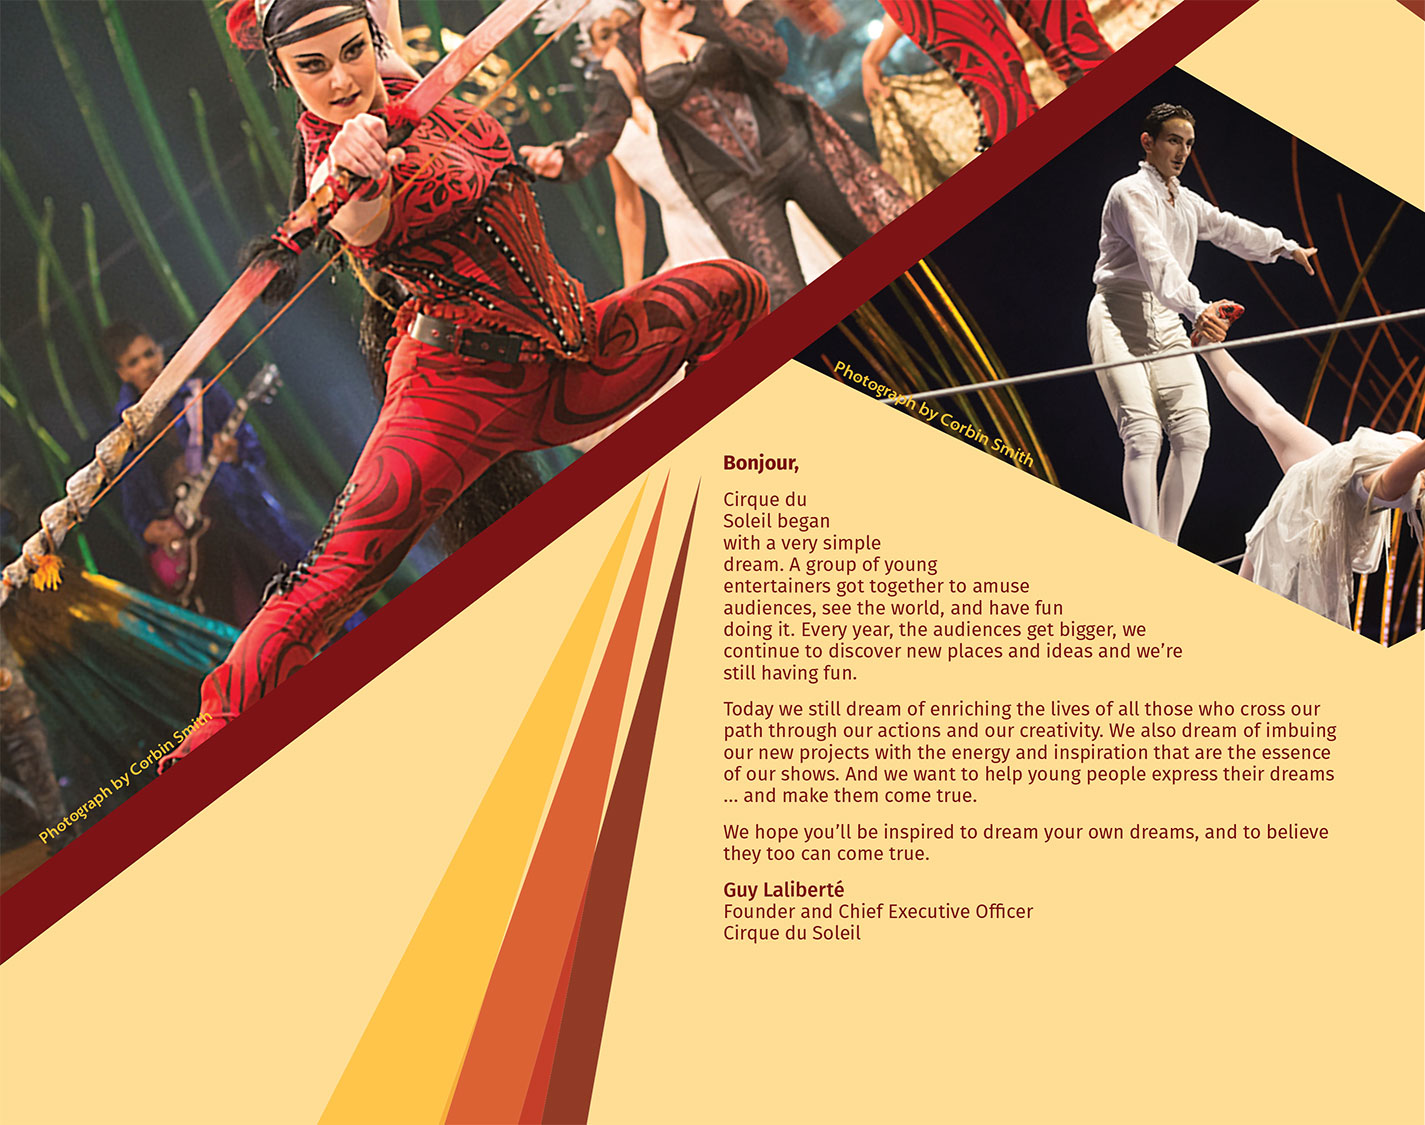 Photograph by Corbin Smith
Photograph by Corbin Smith
Bonjour,
Cirque du
Soleil began
with a very simple
dream. A group of young
entertainers got together to amuse
audiences, see the world, and have fun
doing it. Every year, the audiences get bigger, we
continue to discover new places and ideas and we’re
still having fun.
Today we still dream of enriching the lives of all those who cross our
path through our actions and our creativity. We also dream of imbuing
our new projects with the energy and inspiration that are the essence
of our shows. And we want to help young people express their dreams
... and make them come true.
We hope you’ll be inspired to dream your own dreams, and to believe
they too can come true.
Guy Laliberté
Founder and Chief Executive Officer
Cirque du Soleil